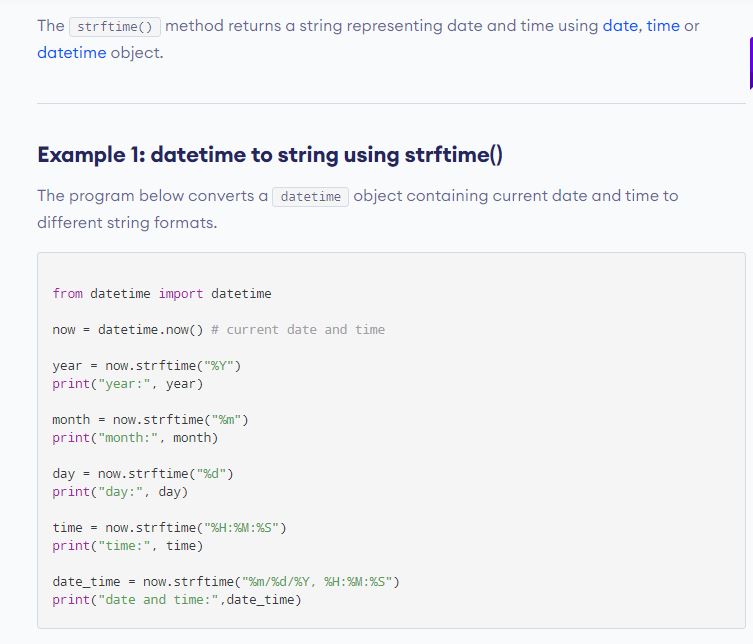 The strftime() method returns a string representing date and time using date, time or
datetime object.
Example 1: datetime to string using strftime()
The program below converts a datetime object containing current date and time to
different string formats.
from datetime import datetime
now = datetime.now() # current date and time
year = now.strftime("%Y")
print("year:", year)
month = now.strftime("%m")
print("month:", month)
day = now.strftime("%d")
print("day:", day)
time = now.strftime("%H:%M:%S")
print("time:", time)
date_time = now.strftime("%m/%d/%Y, %H:%M:%S")
print("date and time:",date_time)